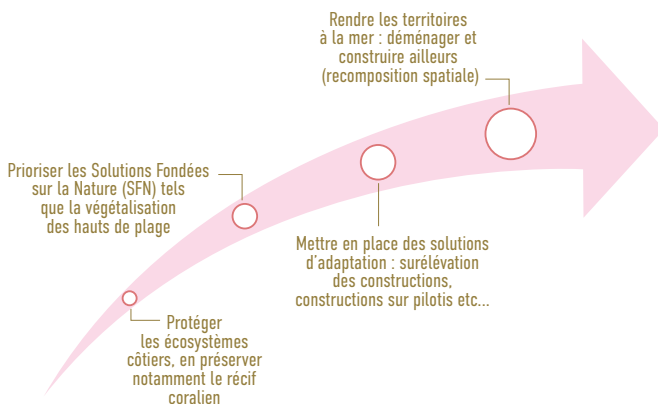 Rendre les territoires
à la mer : déménager et
construire ailleurs
(recomposition spatiale)
Prioriser les Solutions Fondées
sur la Nature (SFN) tels
que la végétalisation
des hauts de plage
Mettre en place des solutions
d'adaptation : surélévation
des constructions,
constructions sur pilotis etc...
Protéger
les écosystèmes
côtiers, en préserver
notamment le récif
coralien